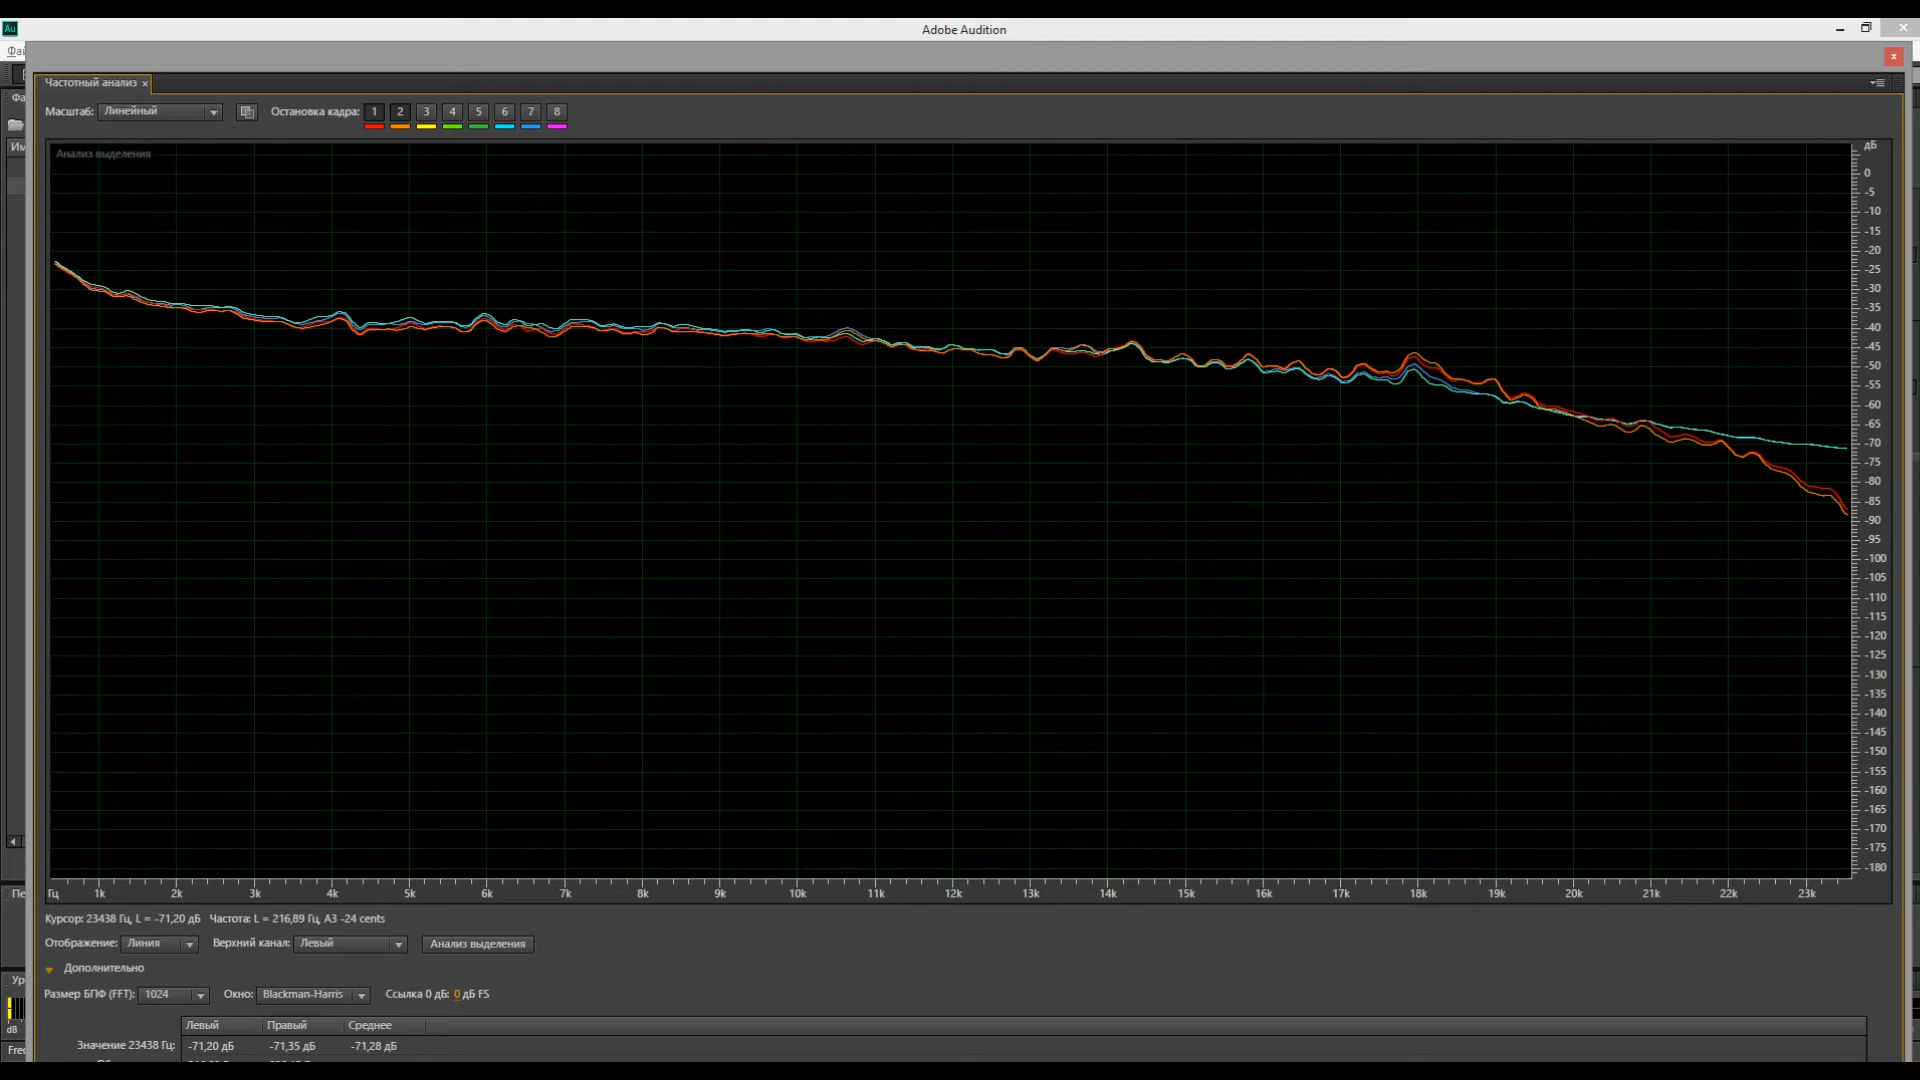 Au
Adobe Audition
Частотный анализ
Масштаб: Линейный Остановка кадра: 1 2 3 4 5 6 7 8
Анализ выделения
дБ
0
-5
-10
-15
-20
-25
-30
-35
-40
-45
-50
-55
-60
-65
-70
-75
-80
-85
-90
-95
-100
-105
-110
-115
-120
-125
-130
-135
-140
-145
-150
-155
-160
-165
-170
-175
-180
Гц 1k 2k 3k 4k 5k 6k 7k 8k 9k 10k 11k 12k 13k 14k 15k 16k 17k 18k 19k 20k 21k 22k 23k
Курсор: 23438 Гц, L = -71,20 дБ Частота: L = 216,89 Гц, A3 -24 cents
Отображение: Линия Верхний канал: Левый Анализ выделения
Дополнительно
Размер БПФ (FFT): 1024 Окно: Blackman-Harris Ссылка 0 дБ: 0 дБ FS
Левый Правый Среднее
Значение 23438 Гц: -71,20 дБ -71,35 дБ -71,28 дБ
dB